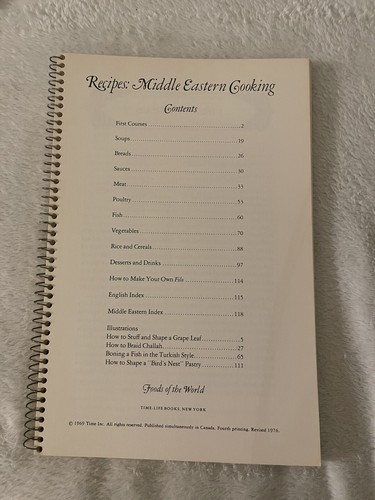 Recipes: Middle Eastern Cooking
Contents
First Courses 2
Soups 19
Breads 26
Sauces 30
Meat 33
Poultry 53
Fish 60
Vegetables 70
Rice and Cereals 88
Desserts and Drinks 97
How to Make Your Own Filo 114
English Index 115
Middle Eastern Index 118
Illustrations
How to Stuff and Shape a Grape Leaf 5
How to Braid Challah 27
Boning a Fish in the Turkish Style 65
How to Shape a "Bird's Nest" Pastry 111
Foods of the World
TIME-LIFE BOOKS, NEW YORK
© 1969 Time Inc. All rights reserved. Published simultaneously in Canada. Fourth printing. Revised 1976.